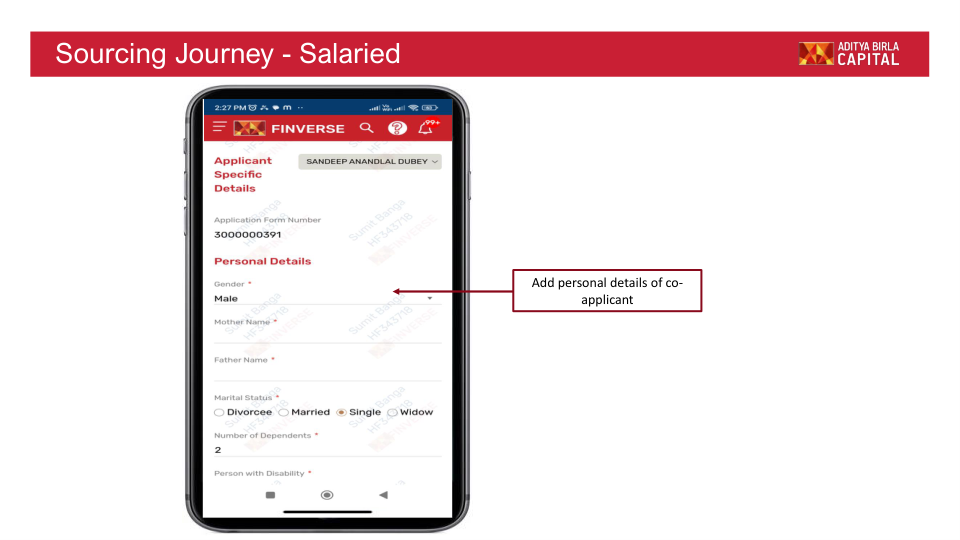 Sourcing Journey - Salaried
ADITYA BIRLA
CAPITAL
2:27 PM
FINVERSE
99+
Applicant
Specific
Details
SANDEEP ANANDLAL DUBEY
Application Form Number
3000000391
Personal Details
Gender *
Male
Mother Name *
Father Name *
Marital Status *
Divorcee Married Single Widow
Number of Dependents *
2
Person with Disability *
Add personal details of co-
applicant
Sumit Banga
HF343718
FINVERSE